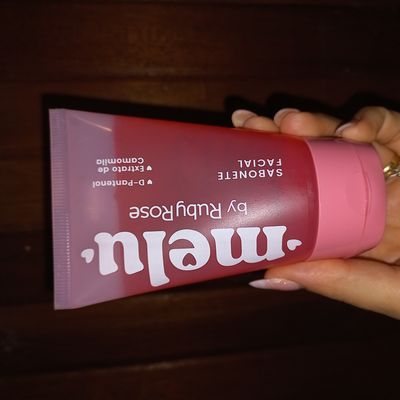 melu
by RubyRose
D-Pantenol
Extrato de
Camomila
SABONETE
FACIAL